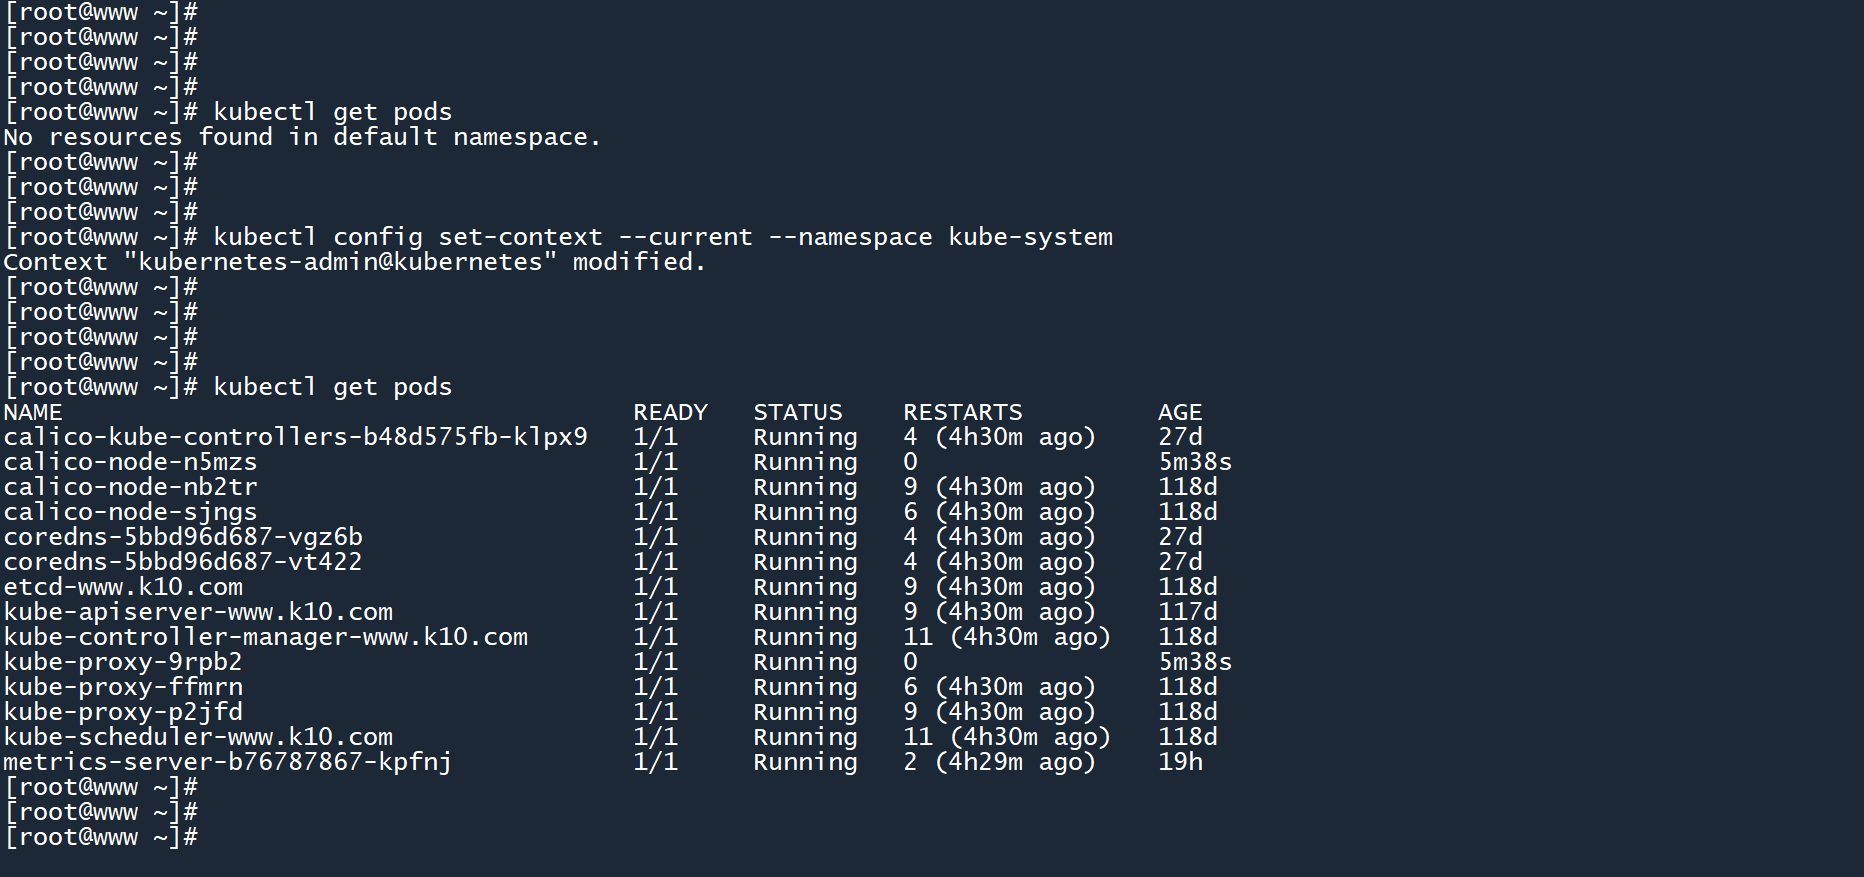 [root@www ~]#
[root@www ~]#
[root@www ~]#
[root@www ~]#
[root@www ~]# kubectl get pods
No resources found in default namespace.
[root@www ~]#
[root@www ~]#
[root@www ~]#
[root@www ~]# kubectl config set-context --current --namespace kube-system
Context "kubernetes-admin@kubernetes" modified.
[root@www ~]#
[root@www ~]#
[root@www ~]#
[root@www ~]#
[root@www ~]# kubectl get pods
NAME                                      READY   STATUS    RESTARTS         AGE
calico-kube-controllers-b48d575fb-klpx9   1/1     Running   4 (4h30m ago)    27d
calico-node-n5mzs                         1/1     Running   0                5m38s
calico-node-nb2tr                         1/1     Running   9 (4h30m ago)    118d
calico-node-sjngs                         1/1     Running   6 (4h30m ago)    118d
coredns-5bbd96d687-vgz6b                  1/1     Running   4 (4h30m ago)    27d
coredns-5bbd96d687-vt422                  1/1     Running   4 (4h30m ago)    27d
etcd-www.k10.com                          1/1     Running   9 (4h30m ago)    118d
kube-apiserver-www.k10.com                1/1     Running   9 (4h30m ago)    117d
kube-controller-manager-www.k10.com       1/1     Running   11 (4h30m ago)   118d
kube-proxy-9rpb2                          1/1     Running   0                5m38s
kube-proxy-ffmrn                          1/1     Running   6 (4h30m ago)    118d
kube-proxy-p2jfd                          1/1     Running   9 (4h30m ago)    118d
kube-scheduler-www.k10.com                1/1     Running   11 (4h30m ago)   118d
metrics-server-b76787867-kpfnj            1/1     Running   2 (4h29m ago)    19h
[root@www ~]#
[root@www ~]#
[root@www ~]#